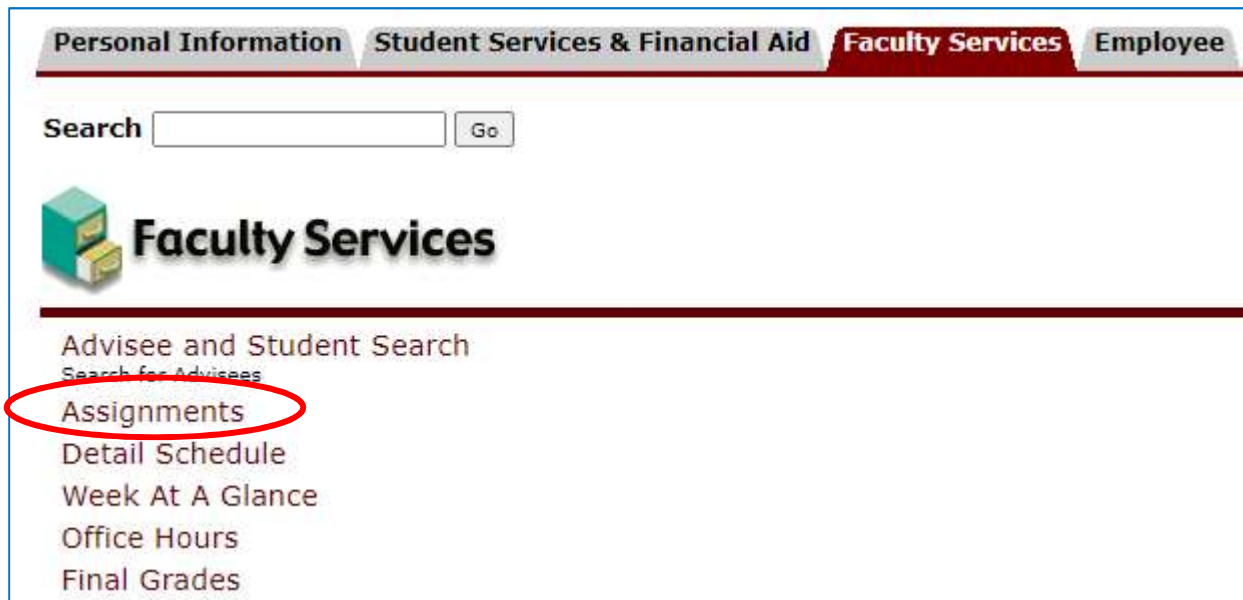 Personal Information Student Services & Financial Aid Faculty Services Employee
Search Go
Faculty Services
Advisee and Student Search
Search for Advisees
Assignments
Detail Schedule
Week At A Glance
Office Hours
Final Grades